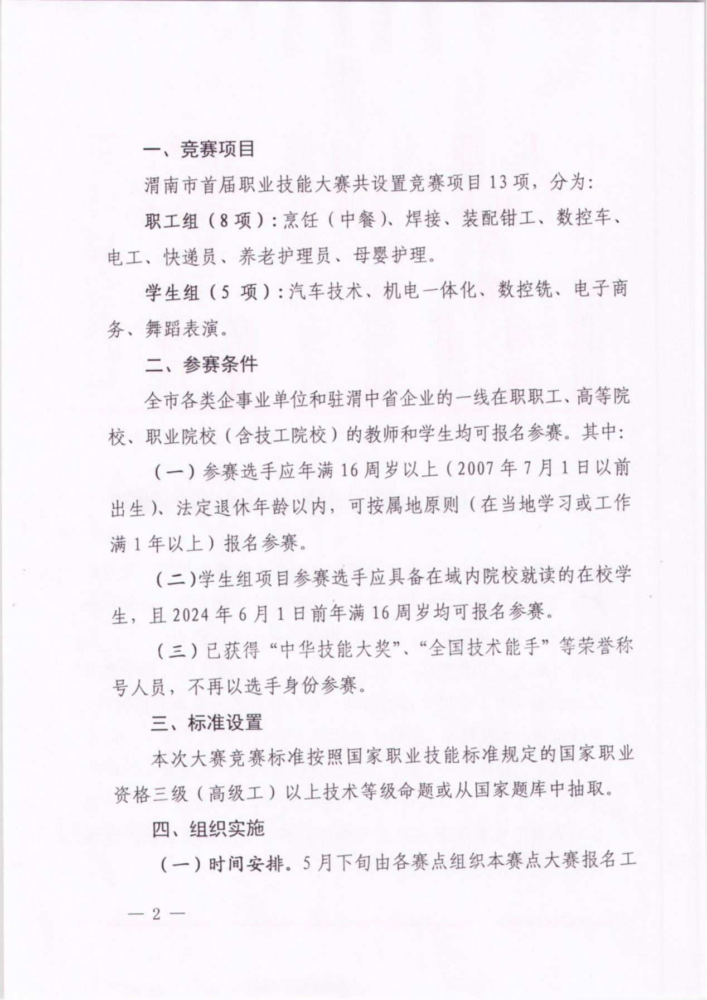 一、竞赛项目
渭南市首届职业技能大赛共设置竞赛项目 13 项，分为：
职工组（8 项）：烹饪（中餐）、焊接、装配钳工、数控车、
电工、快递员、养老护理员、母婴护理。
学生组（5 项）：汽车技术、机电一体化、数控铣、电子商
务、舞蹈表演。
二、参赛条件
全市各类企事业单位和驻渭中省企业的一线在职职工、高等院
校、职业院校（含技工院校）的教师和学生均可报名参赛。其中：
（一）参赛选手应年满 16 周岁以上（2007 年 7 月 1 日以前
出生）、法定退休年龄以内，可按属地原则（在当地学习或工作
满 1 年以上）报名参赛。
（二）学生组项目参赛选手应具备在域内院校就读的在校学
生，且 2024 年 6 月 1 日前年满 16 周岁均可报名参赛。
（三）已获得“中华技能大奖”、“全国技术能手”等荣誉称
号人员，不再以选手身份参赛。
三、标准设置
本次大赛竞赛标准按照国家职业技能标准规定的国家职业
资格三级（高级工）以上技术等级命题或从国家题库中抽取。
四、组织实施
（一）时间安排。5 月下旬由各赛点组织本赛点大赛报名工
— 2 —